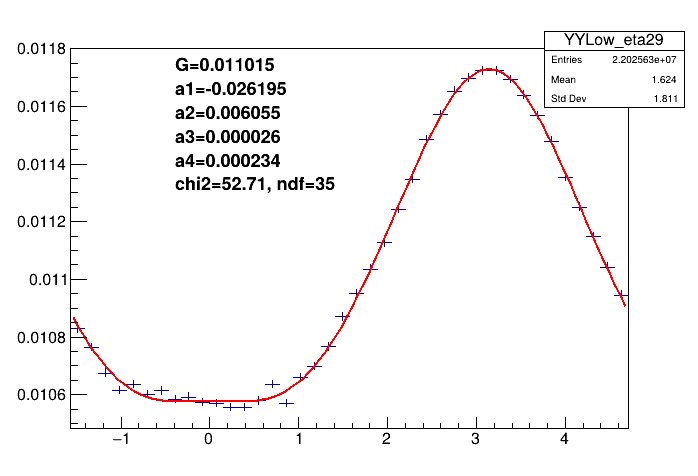 YYLow_eta29
Entries 2.202563e+07
Mean 1.624
Std Dev 1.811
G=0.011015
a1=-0.026195
a2=0.006055
a3=0.000026
a4=0.000234
chi2=52.71, ndf=35
0.0118
0.0116
0.0114
0.0112
0.011
0.0108
0.0106
−1 0 1 2 3 4